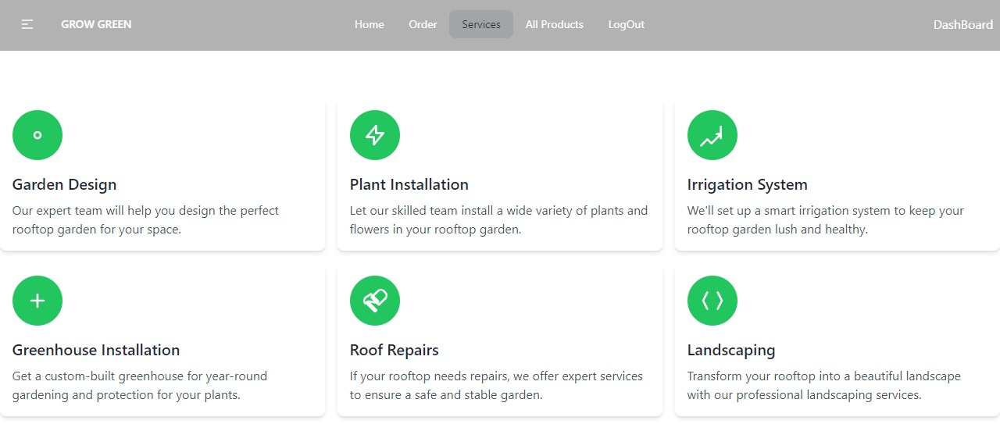 GROW GREEN
Home Order Services All Products LogOut
DashBoard
Garden Design
Our expert team will help you design the perfect
rooftop garden for your space.
Plant Installation
Let our skilled team install a wide variety of plants and
flowers in your rooftop garden.
Irrigation System
We'll set up a smart irrigation system to keep your
rooftop garden lush and healthy.
Greenhouse Installation
Get a custom-built greenhouse for year-round
gardening and protection for your plants.
Roof Repairs
If your rooftop needs repairs, we offer expert services
to ensure a safe and stable garden.
Landscaping
Transform your rooftop into a beautiful landscape
with our professional landscaping services.